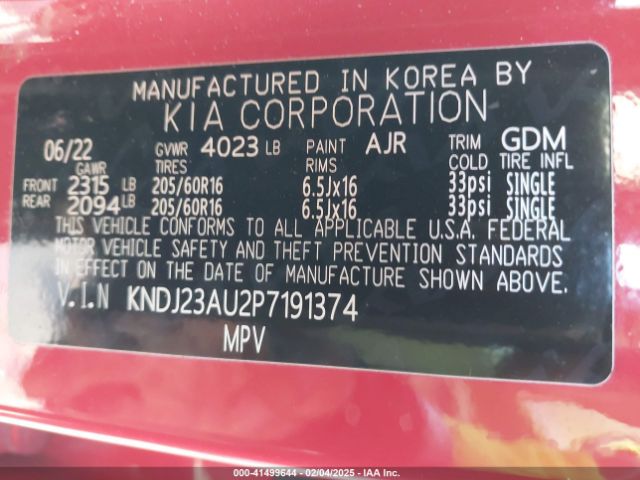 MANUFACTURED IN KOREA BY
KIA CORPORATION
06/22 GVWR 4023 LB PAINT AJR TRIM GDM
GAWR TIRES RIMS COLD TIRE INFL
FRONT 2315 LB 205/60R16 6.5Jx16 33psi SINGLE
REAR 2094 LB 205/60R16 6.5Jx16 33psi SINGLE
THIS VEHICLE CONFORMS TO ALL APPLICABLE U.S.A. FEDERAL
MOTOR VEHICLE SAFETY AND THEFT PREVENTION STANDARDS
IN EFFECT ON THE DATE OF MANUFACTURE SHOWN ABOVE.
V.I.N KNDJ23AU2P7191374
MPV
000-41499644 - 02/04/2025 - IAA Inc.